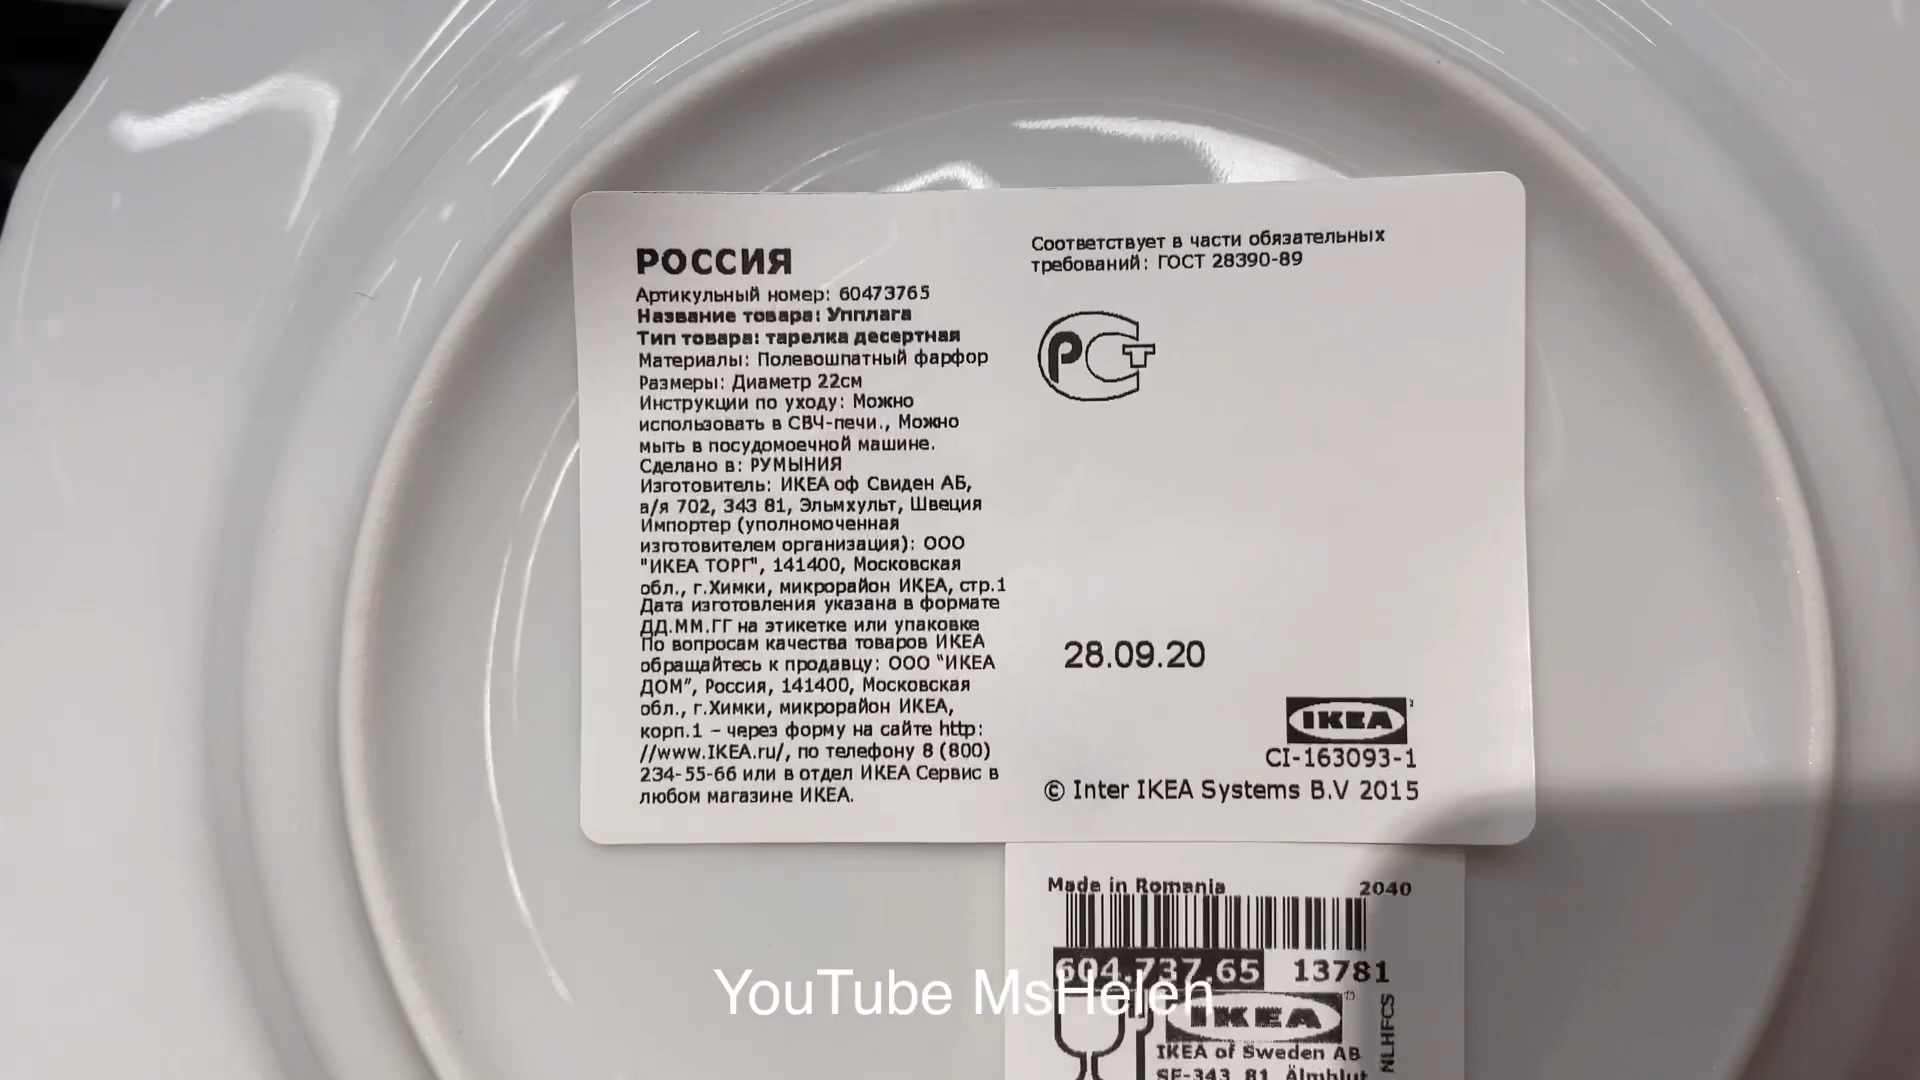 РОССИЯ
Артикульный номер: 60473765
Название товара: Упплага
Тип товара: тарелка десертная
Материалы: Полевошпатный фарфор
Размеры: Диаметр 22см
Инструкции по уходу: Можно
использовать в СВЧ-печи., Можно
мыть в посудомоечной машине.
Сделано в: РУМЫНИЯ
Изготовитель: ИКЕА оф Свиден АБ,
а/я 702, 343 81, Эльмхульт, Швеция
Импортер (уполномоченная
изготовителем организация): ООО
"ИКЕА ТОРГ", 141400, Московская
обл., г.Химки, микрорайон ИКЕА, стр.1
Дата изготовления указана в формате
ДД.ММ.ГГ на этикетке или упаковке
По вопросам качества товаров ИКЕА
обращайтесь к продавцу: ООО “ИКЕА
ДОМ”, Россия, 141400, Московская
обл., г.Химки, микрорайон ИКЕА,
корп.1 – через форму на сайте http:
//www.IKEA.ru/, по телефону 8 (800)
234-55-66 или в отдел ИКЕА Сервис в
любом магазине ИКЕА.
Соответствует в части обязательных
требований: ГОСТ 28390-89
РСТ
28.09.20
IKEA
CI-163093-1
© Inter IKEA Systems B.V 2015
Made in Romania 2040
604.737.65 13781
YouTube MsHelen
IKEA
NLHFCS
IKEA of Sweden AB
SE-343 81 Älmhult